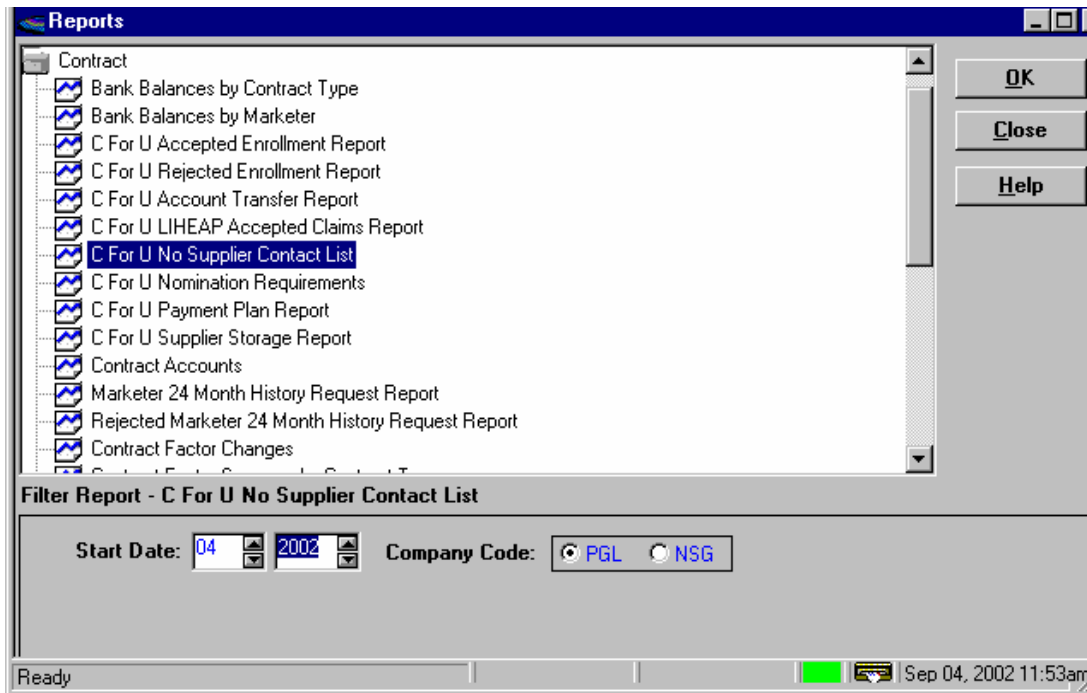 Reports
Contract
Bank Balances by Contract Type
Bank Balances by Marketer
C For U Accepted Enrollment Report
C For U Rejected Enrollment Report
C For U Account Transfer Report
C For U LIHEAP Accepted Claims Report
C For U No Supplier Contact List
C For U Nomination Requirements
C For U Payment Plan Report
C For U Supplier Storage Report
Contract Accounts
Marketer 24 Month History Request Report
Rejected Marketer 24 Month History Request Report
Contract Factor Changes
OK
Close
Help
Filter Report - C For U No Supplier Contact List
Start Date: 04 2002 Company Code: PGL NSG
Ready Sep 04, 2002 11:53am